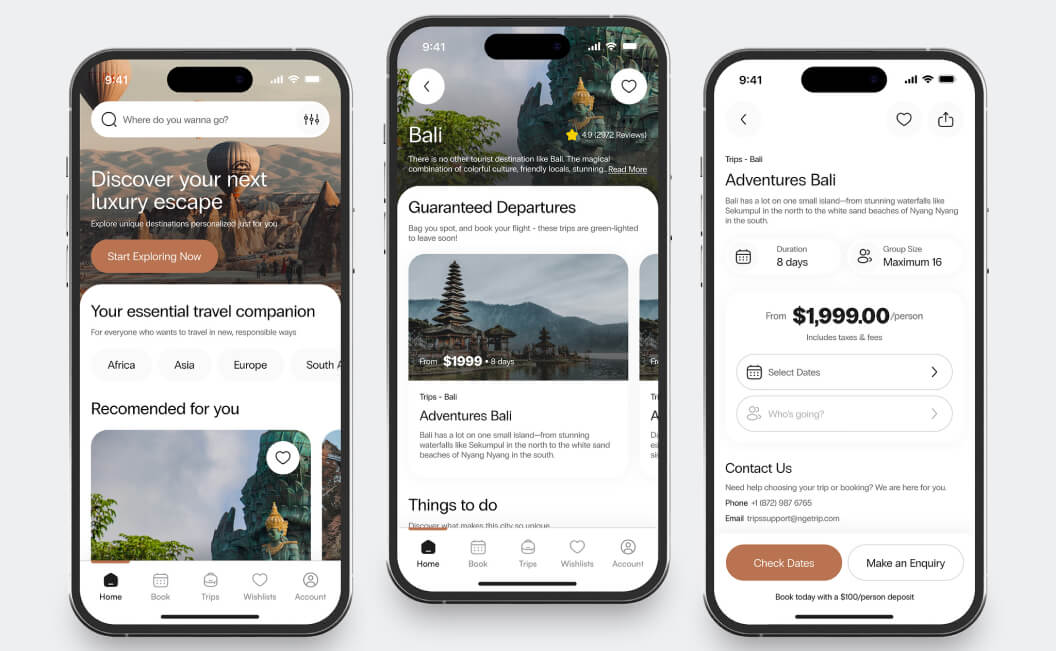 9:41
Where do you wanna go?
Discover your next
luxury escape
Explore unique destinations personalized just for you
Start Exploring Now
Your essential travel companion
For everyone who wants to travel in new, responsible ways
Africa
Asia
Europe
South A
Recomended for you
Home
Book
Trips
Wishlists
Account
9:41
Bali
4.9 (2972 Reviews)
There is no other tourist destination like Bali. The magical
combination of colorful culture, friendly locals, stunning.. Read More
Guaranteed Departures
Bag you spot, and book your flight - these trips are green-lighted
to leave soon!
From $1999 • 8 days
Trips - Bali
Adventures Bali
Bali has a lot on one small island—from stunning
waterfalls like Sekumpul in the north to the white sand
beaches of Nyang Nyang in the south.
Things to do
Discover what makes this city so unique
Home
Book
Trips
Wishlists
Account
9:41
Trips - Bali
Adventures Bali
Bali has a lot on one small island—from stunning waterfalls like
Sekumpul in the north to the white sand beaches of Nyang Nyang
in the south.
Duration
8 days
Group Size
Maximum 16
From $1,999.00/person
Includes taxes & fees
Select Dates
Who's going?
Contact Us
Need help choosing your trip or booking? We are here for you.
Phone +1 (872) 987 6765
Email tripssupport@ngetrip.com
Check Dates
Make an Enquiry
Book today with a $100/person deposit